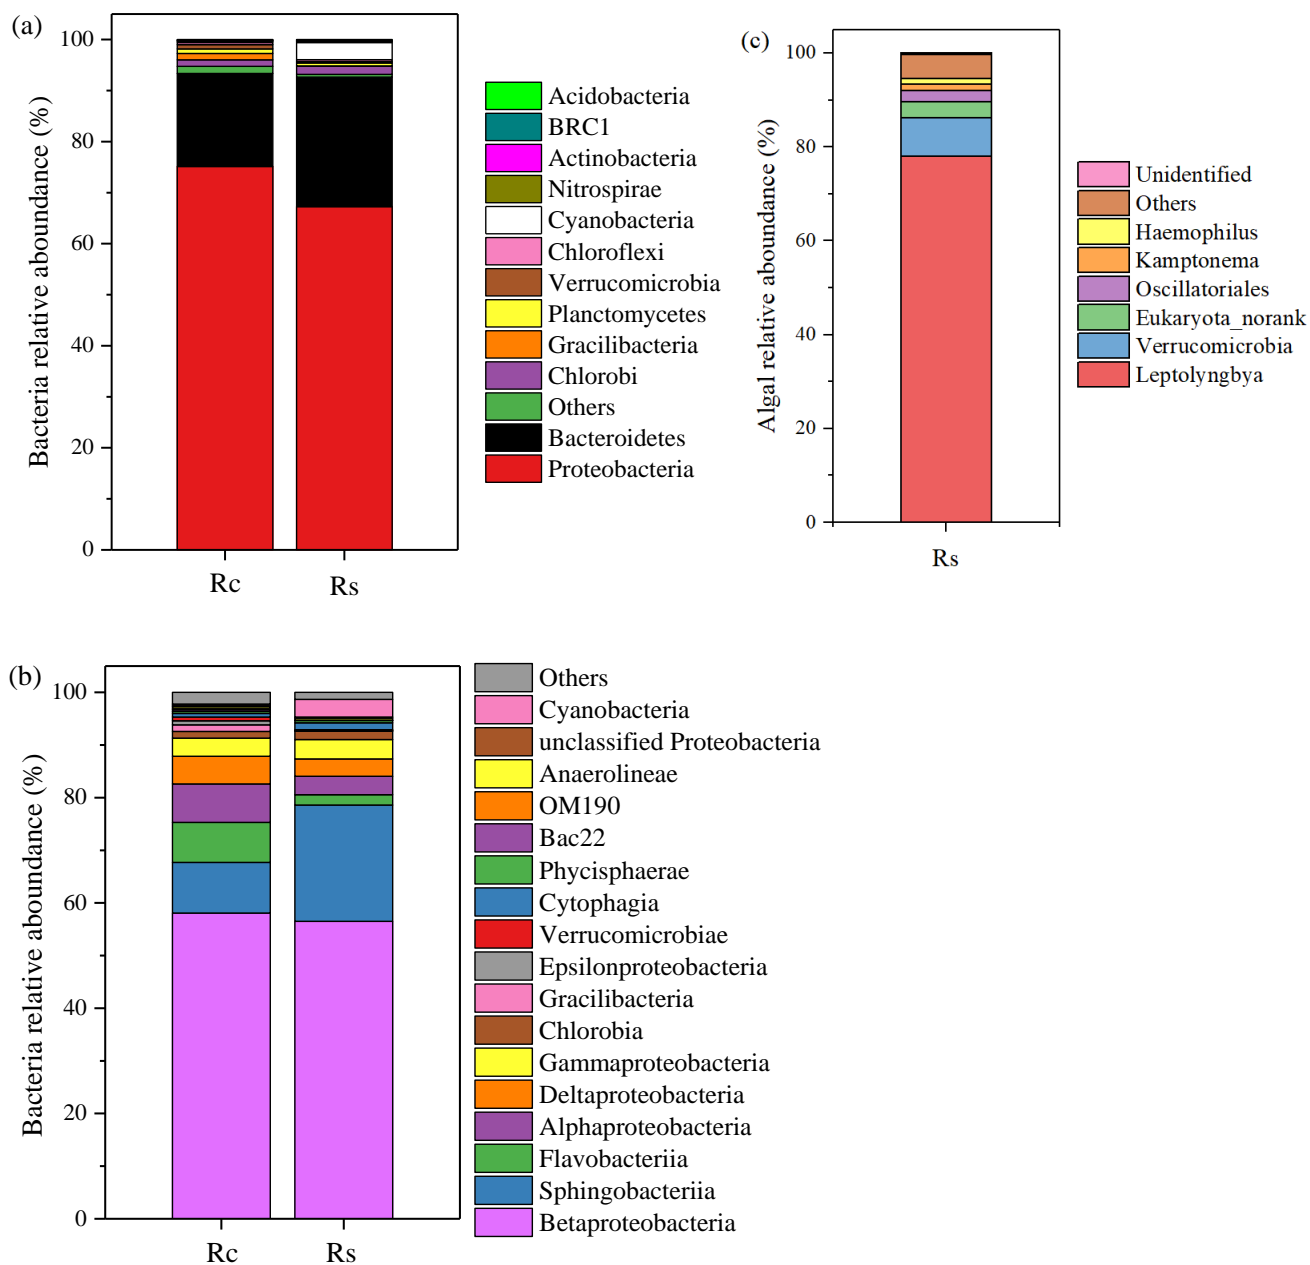 (a)
Bacteria relative aboundance (%)
100
80
60
40
20
0
Rc
Rs
Acidobacteria
BRC1
Actinobacteria
Nitrospirae
Cyanobacteria
Chloroflexi
Verrucomicrobia
Planctomycetes
Gracilibacteria
Chlorobi
Others
Bacteroidetes
Proteobacteria
(c)
Algal relative aboundance (%)
100
80
60
40
20
0
Rs
Unidentified
Others
Haemophilus
Kamptonema
Oscillatoriales
Eukaryota_norank
Verrucomicrobia
Leptolyngbya
(b)
Bacteria relative aboundance (%)
100
80
60
40
20
0
Rc
Rs
Others
Cyanobacteria
unclassified Proteobacteria
Anaerolineae
OM190
Bac22
Phycisphaerae
Cytophagia
Verrucomicrobiae
Epsilonproteobacteria
Gracilibacteria
Chlorobia
Gammaproteobacteria
Deltaproteobacteria
Alphaproteobacteria
Flavobacteriia
Sphingobacteriia
Betaproteobacteria